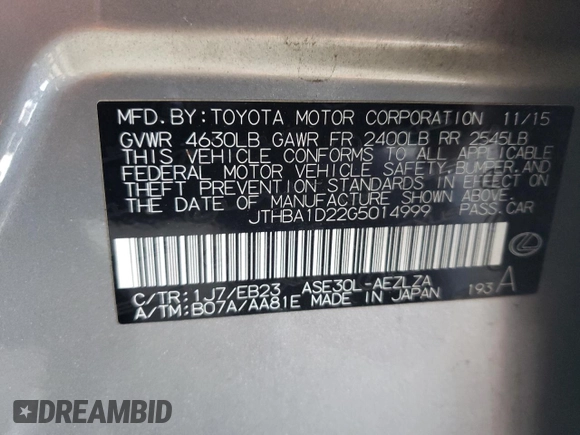 MFD.BY:TOYOTA MOTOR CORPORATION 11/15
GVWR 4630LB GAWR FR 2400LB RR 2545LB
THIS VEHICLE CONFORMS TO ALL APPLICABLE
FEDERAL MOTOR VEHICLE SAFETY,BUMPER,AND
THEFT PREVENTION STANDARDS IN EFFECT ON
THE DATE OF MANUFACTURE SHOWN ABOVE.
JTHBA1D22G5014999 PASS.CAR
C/TR:1J7/EB23 ASE30L-AEZLZA
A/TM:B07A/AA81E MADE IN JAPAN 193 A
DREAMBID